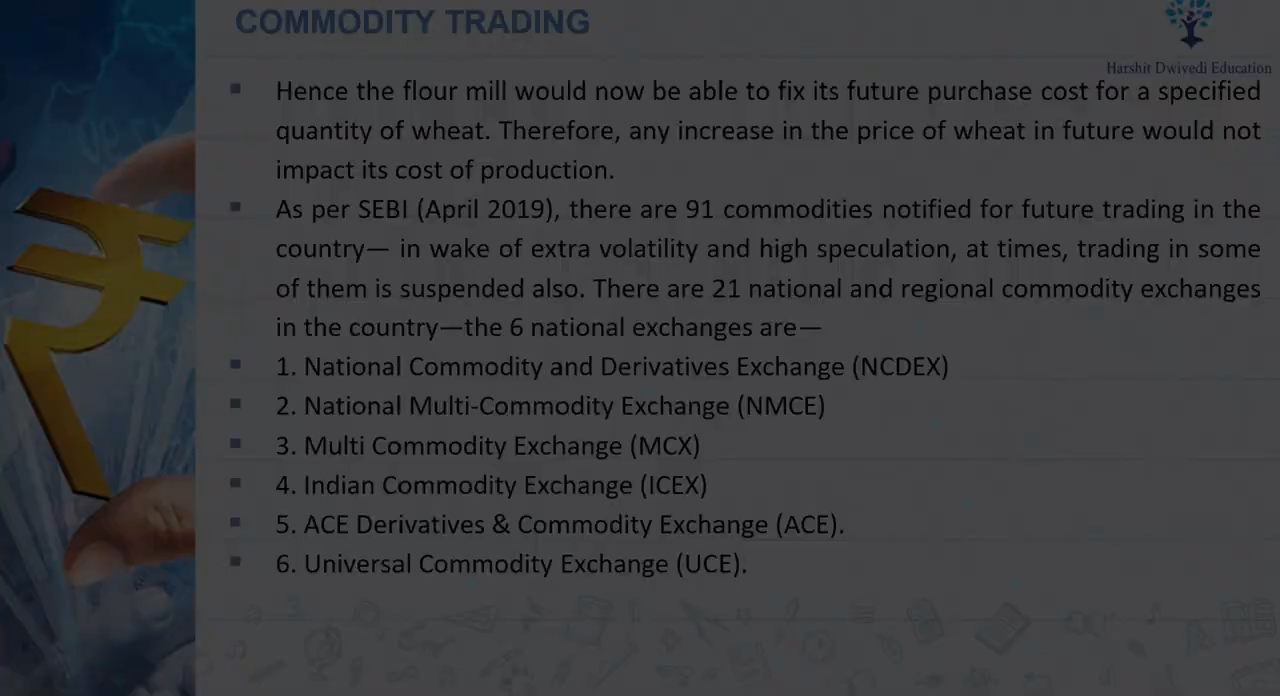 COMMODITY TRADING
Harshit Dwivedi Education
▪ Hence the flour mill would now be able to fix its future purchase cost for a specified
quantity of wheat. Therefore, any increase in the price of wheat in future would not
impact its cost of production.
▪ As per SEBI (April 2019), there are 91 commodities notified for future trading in the
country— in wake of extra volatility and high speculation, at times, trading in some
of them is suspended also. There are 21 national and regional commodity exchanges
in the country—the 6 national exchanges are—
▪ 1. National Commodity and Derivatives Exchange (NCDEX)
▪ 2. National Multi-Commodity Exchange (NMCE)
▪ 3. Multi Commodity Exchange (MCX)
▪ 4. Indian Commodity Exchange (ICEX)
▪ 5. ACE Derivatives & Commodity Exchange (ACE).
▪ 6. Universal Commodity Exchange (UCE).